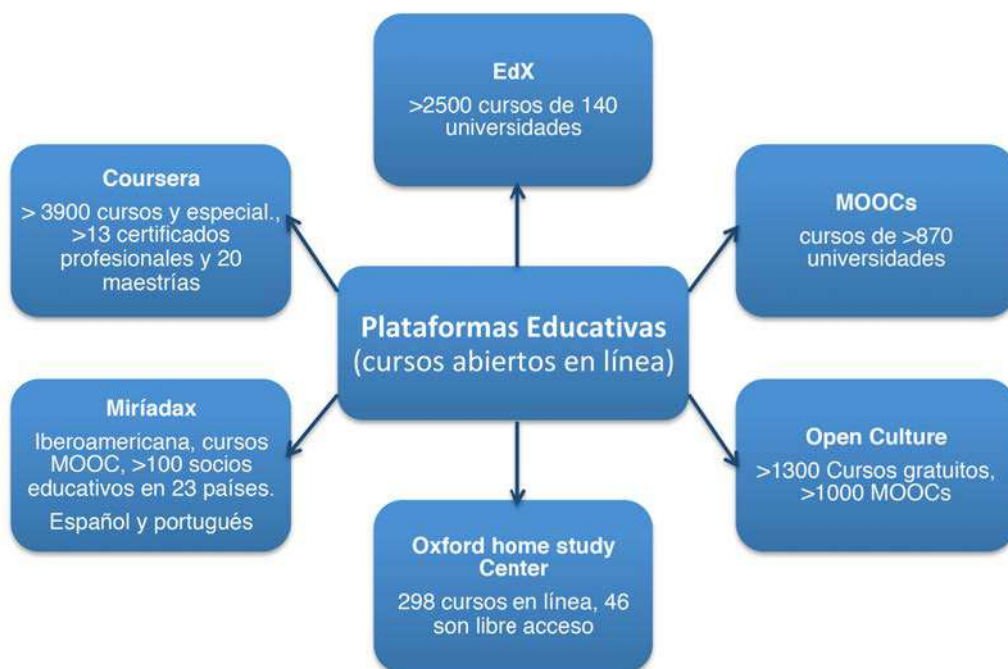 EdX
>2500 cursos de 140
universidades
Coursera
> 3900 cursos y especial.,
>13 certificados
profesionales y 20
maestrías
MOOCs
cursos de >870
universidades
Plataformas Educativas
(cursos abiertos en línea)
Miríadax
Iberoamericana, cursos
MOOC, >100 socios
educativos en 23 países.
Español y portugués
Open Culture
>1300 Cursos gratuitos,
>1000 MOOCs
Oxford home study
Center
298 cursos en línea, 46
son libre acceso